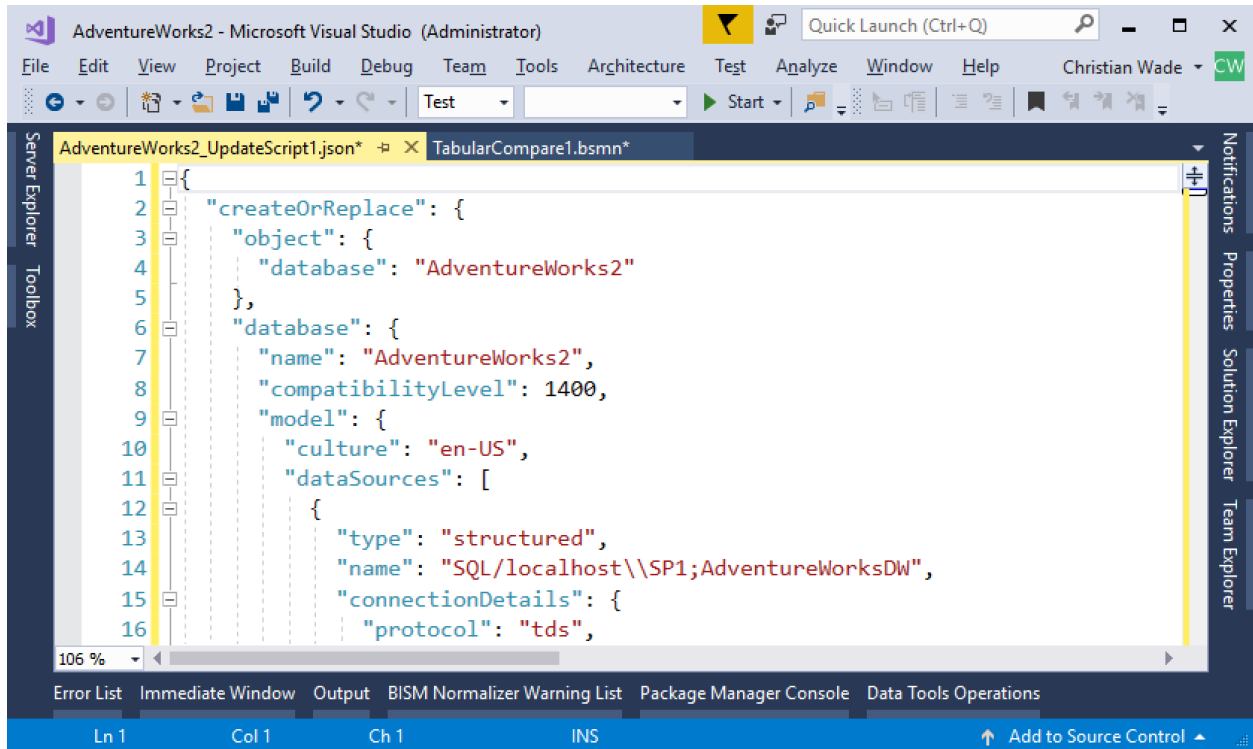 AdventureWorks2 - Microsoft Visual Studio (Administrator)
Quick Launch (Ctrl+Q)
File Edit View Project Build Debug Team Tools Architecture Test Analyze Window Help Christian Wade CW
Test Start
Server Explorer
Toolbox
AdventureWorks2_UpdateScript1.json* TabularCompare1.bsmn*
1 {
2 "createOrReplace": {
3 "object": {
4 "database": "AdventureWorks2"
5 },
6 "database": {
7 "name": "AdventureWorks2",
8 "compatibilityLevel": 1400,
9 "model": {
10 "culture": "en-US",
11 "dataSources": [
12 {
13 "type": "structured",
14 "name": "SQL/localhost\\SP1;AdventureWorksDW",
15 "connectionDetails": {
16 "protocol": "tds",
106 %
Notifications
Properties
Solution Explorer
Team Explorer
Error List Immediate Window Output BISM Normalizer Warning List Package Manager Console Data Tools Operations
Ln 1 Col 1 Ch 1 INS Add to Source Control